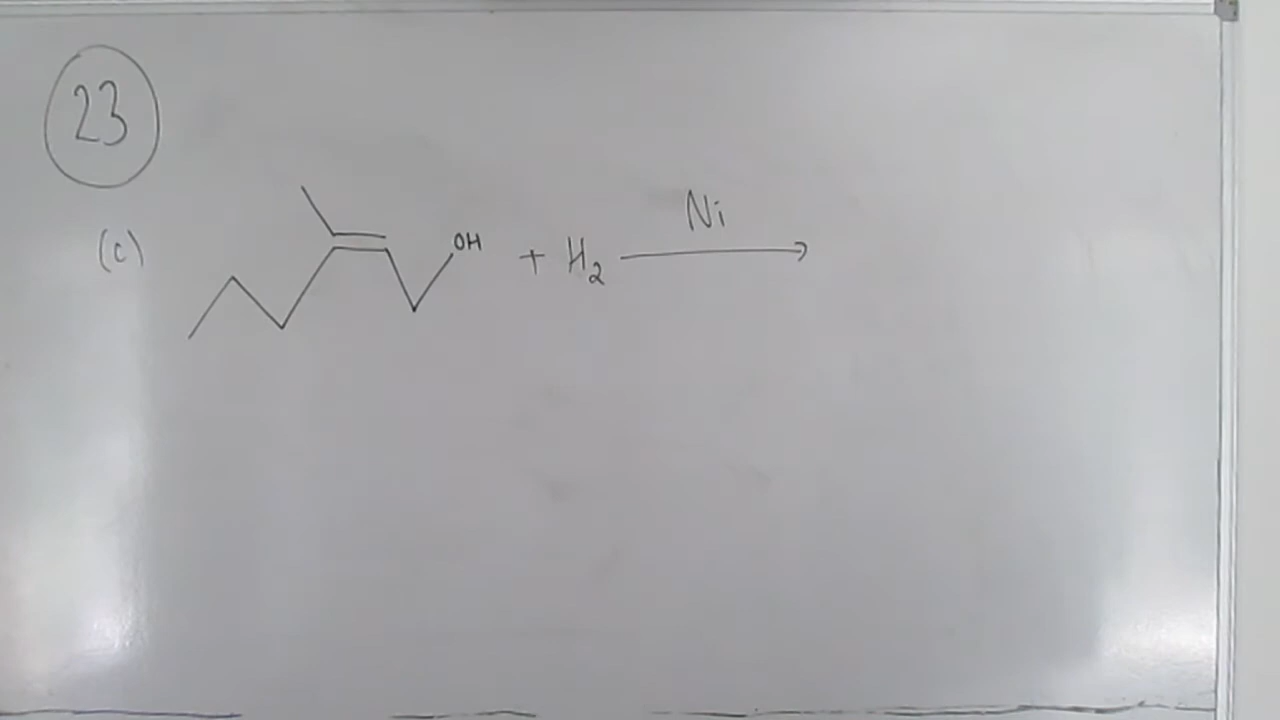 23
(c)
OH + H₂ Ni →